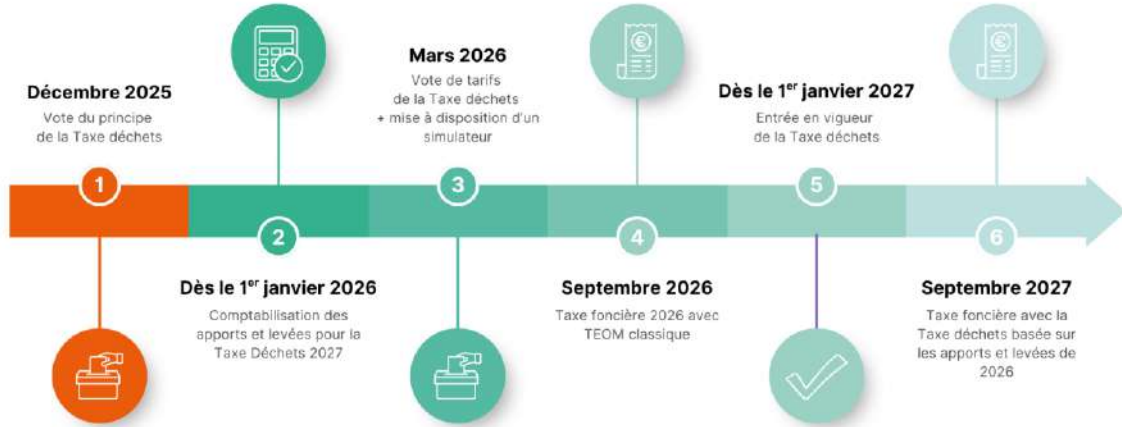 Décembre 2025
Vote du principe
de la Taxe déchets
1
2
Dès le 1er janvier 2026
Comptabilisation des
apports et levées pour la
Taxe Déchets 2027
Mars 2026
Vote de tarifs
de la Taxe déchets
+ mise à disposition d'un
simulateur
3
4
Septembre 2026
Taxe foncière 2026 avec
TEOM classique
Dès le 1er janvier 2027
Entrée en vigueur
de la Taxe déchets
5
6
Septembre 2027
Taxe foncière avec la
Taxe déchets basée sur
les apports et levées de
2026
€
€